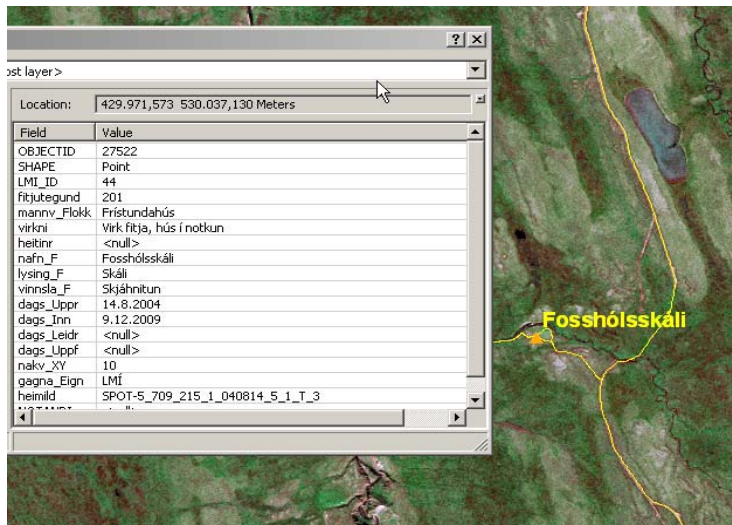 ost layer>
Location: 429.971,573 530.037,130 Meters
Field Value
OBJECTID 27522
SHAPE Point
LMI_ID 44
fitjutegund 201
mannv_Flokk Frístundahús
virkni Virk fitja, hús í notkun
heitinr <null>
nafn_F Fosshólsskáli
lysing_F Skáli
vinnsla_F Skjáhnitun
dags_Uppr 14.8.2004
dags_Inn 9.12.2009
dags_Leidr <null>
dags_Uppf <null>
nakv_XY 10
gagna_Eign LMÍ
heimild SPOT-5_709_215_1_040814_5_1_T_3
Fosshólsskáli